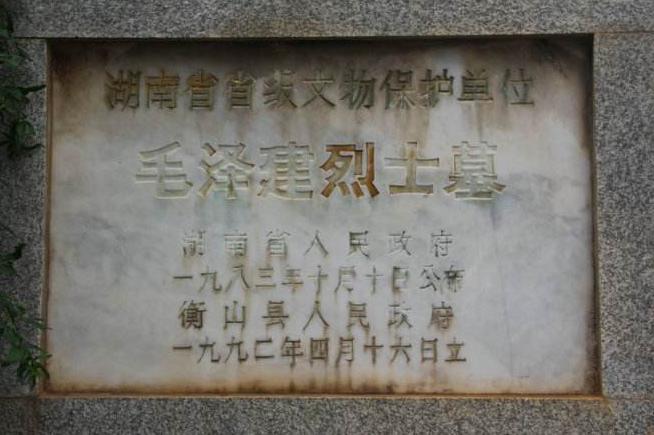 湖南省省级文物保护单位
毛泽建烈士墓
湖南省人民政府
一九八三年十月十日公布
衡山县人民政府
一九九二年四月十六日立